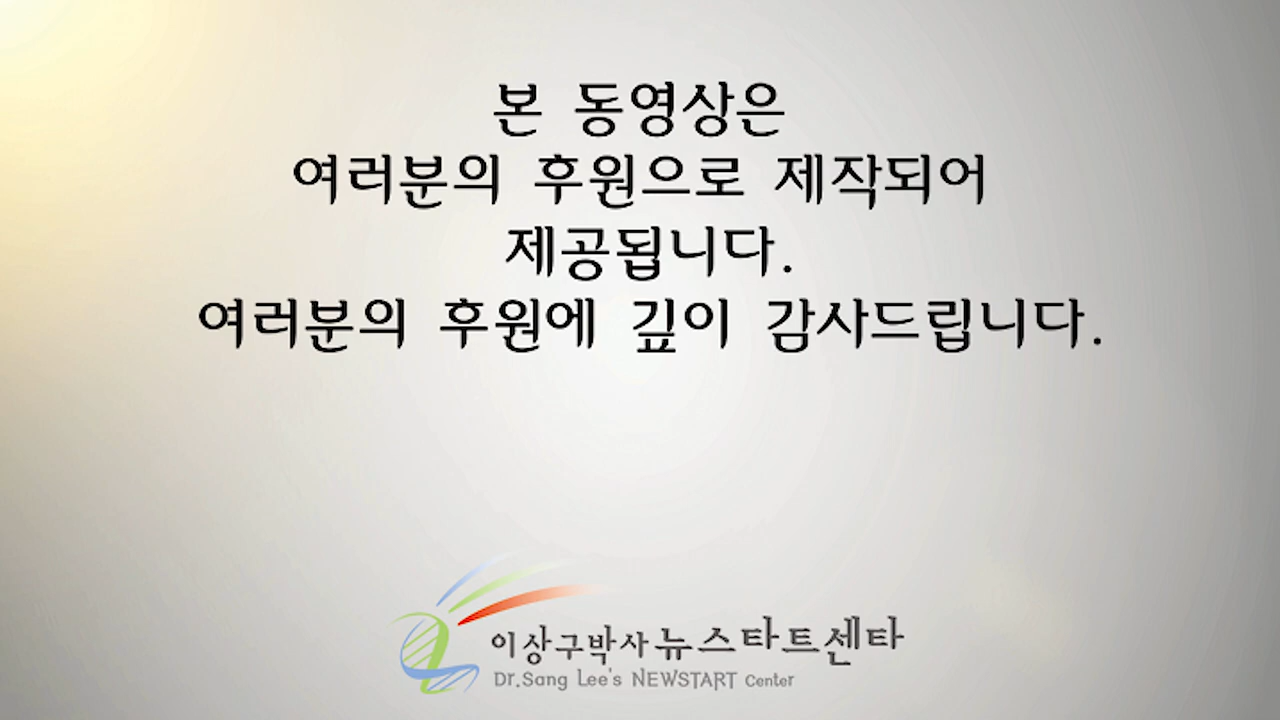 본 동영상은
여러분의 후원으로 제작되어
제공됩니다.
여러분의 후원에 깊이 감사드립니다.
이상구박사 뉴스타트센타
Dr.Sang Lee's NEWSTART Center